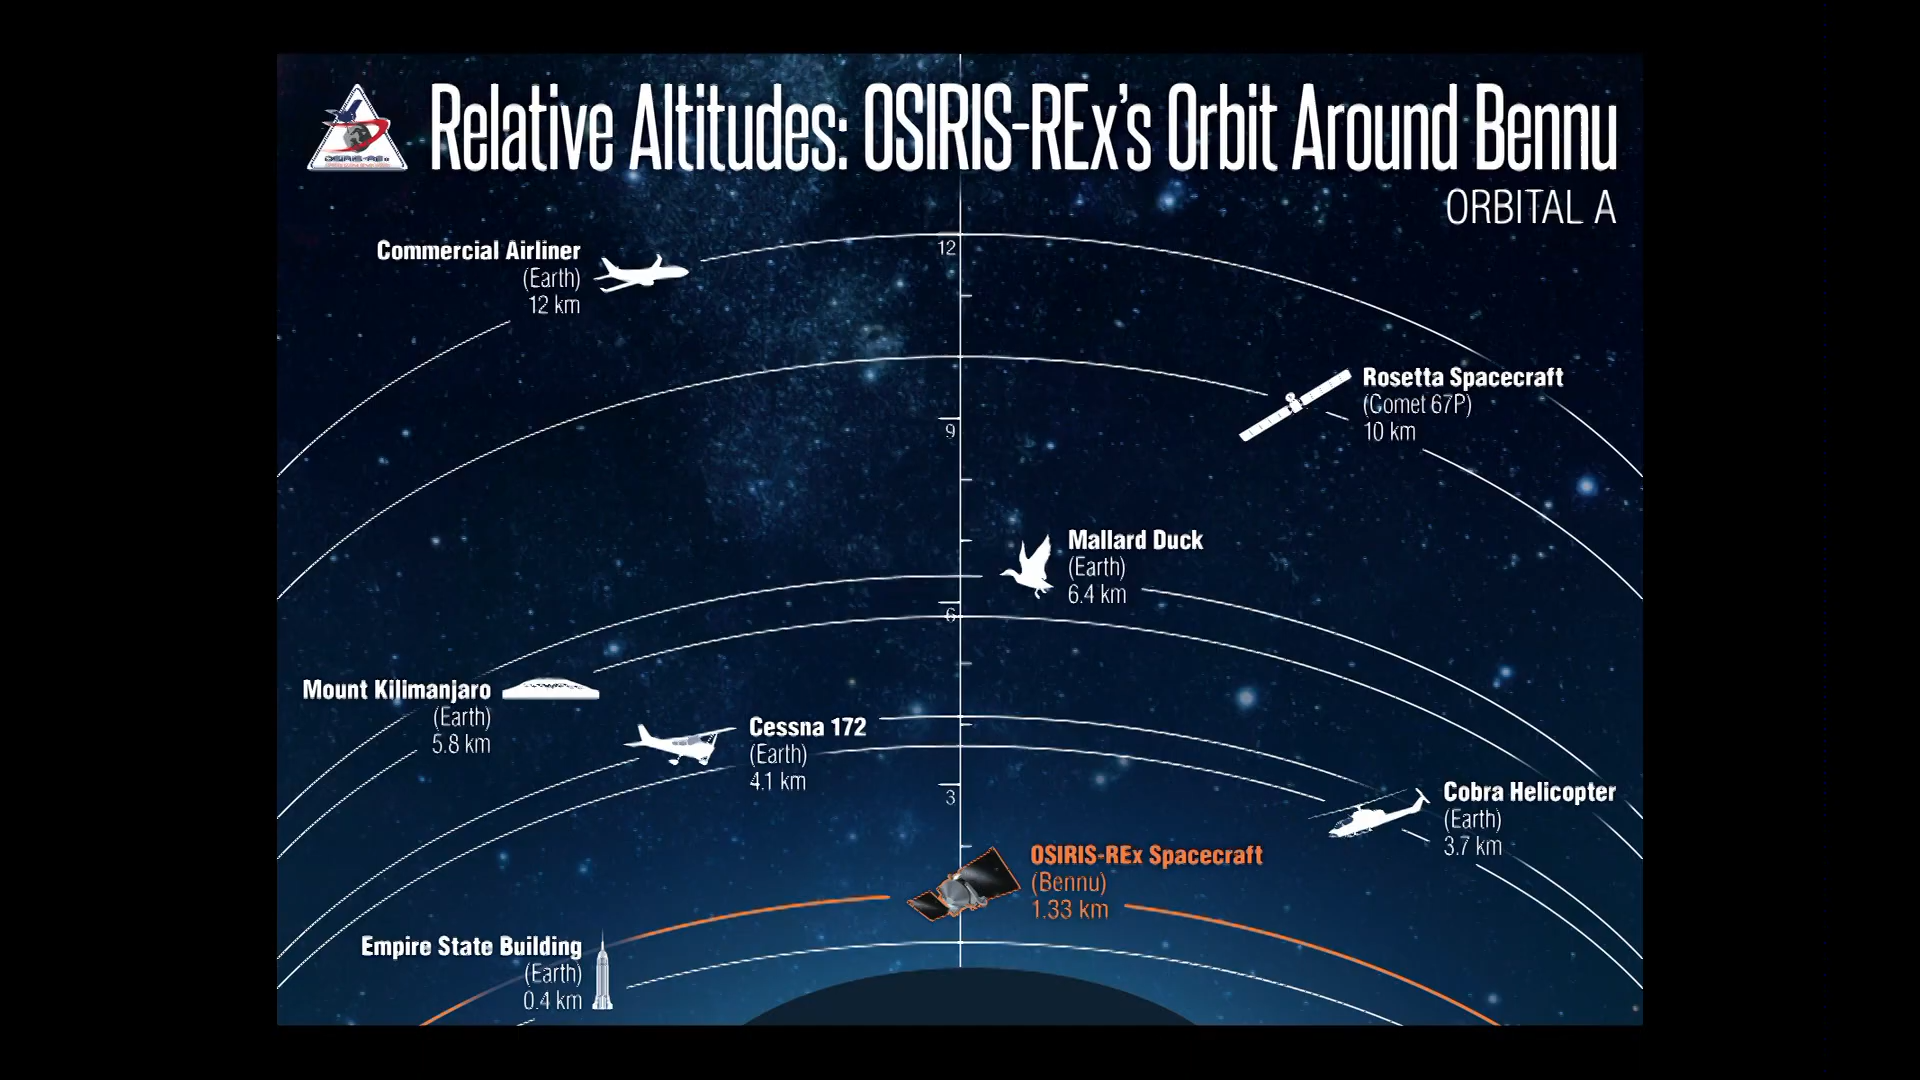 Relative Altitudes: OSIRIS-REx's Orbit Around Bennu
ORBITAL A
OSIRIS-REx
Commercial Airliner
(Earth)
12 km
12
Rosetta Spacecraft
(Comet 67P)
10 km
9
Mallard Duck
(Earth)
6.4 km
6
Mount Kilimanjaro
(Earth)
5.8 km
Cessna 172
(Earth)
4.1 km
3
Cobra Helicopter
(Earth)
3.7 km
OSIRIS-REx Spacecraft
(Bennu)
1.33 km
Empire State Building
(Earth)
0.4 km